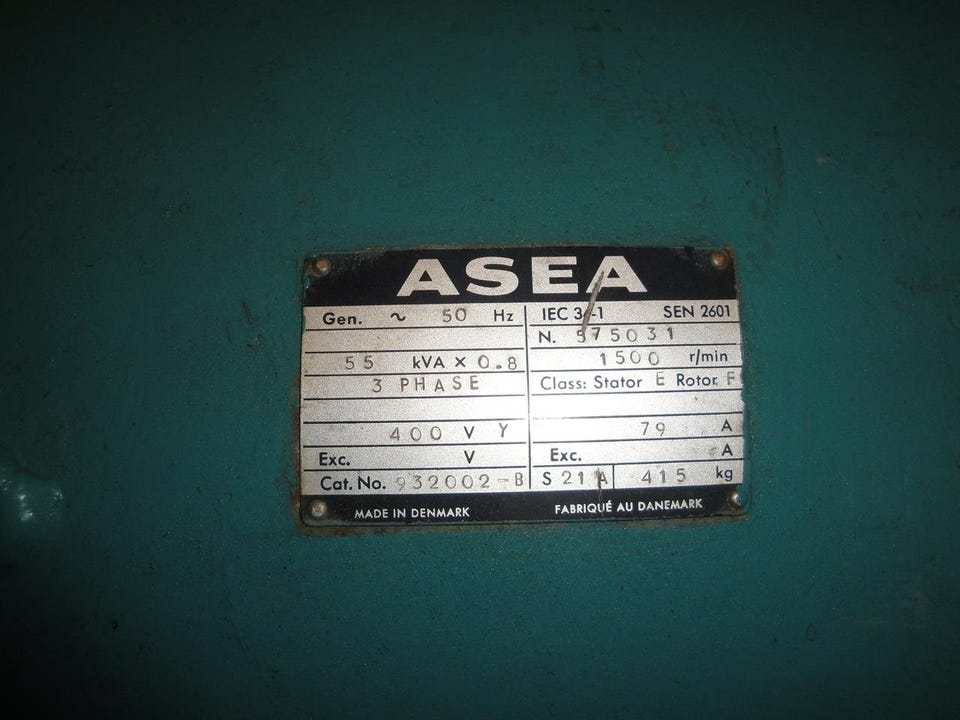 ASEA
Gen. ~ 50 Hz
IEC 34-1 SEN 2601
N. 575031
55 kVA × 0.8
1500 r/min
3 PHASE
Class: Stator E Rotor F
400 V Y
79 A
Exc. V
Exc. A
Cat. No. 932002-B
S 21 A 415 kg
MADE IN DENMARK
FABRIQUÉ AU DANEMARK